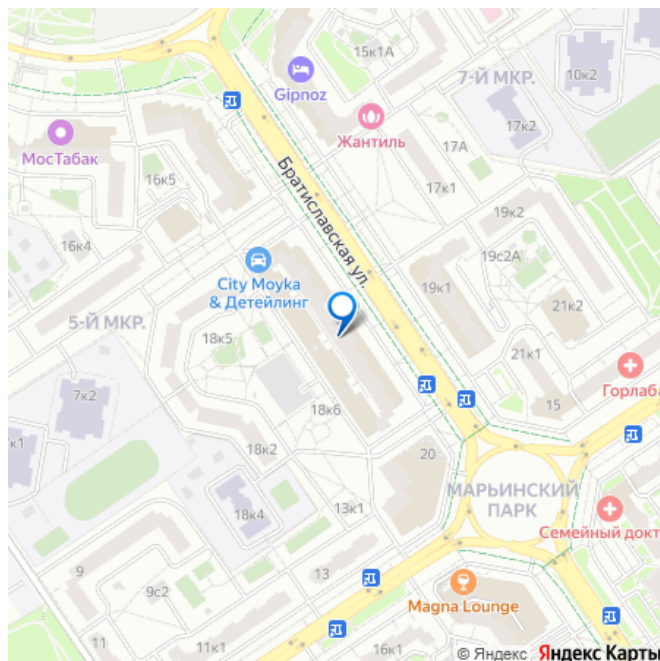 15к1А
7-Й МКР.
10к2
Gipnoz
17к2
МосТабак
Жантиль
17А
16к5
17к1
Братиславская ул.
19к2
16к4
19с2А
City Moyka
& Детейлинг
19к1
21к2
5-Й МКР.
18к5
21к1
Горлаба
7к2
15
18к6
к1
18к2
20
МАРЬИНСКИЙ
ПАРК
13к1
18к4
Семейный докт
9
13
9с2
Magna Lounge
11
11к1
16к1
© Яндекс Яндекс Карты